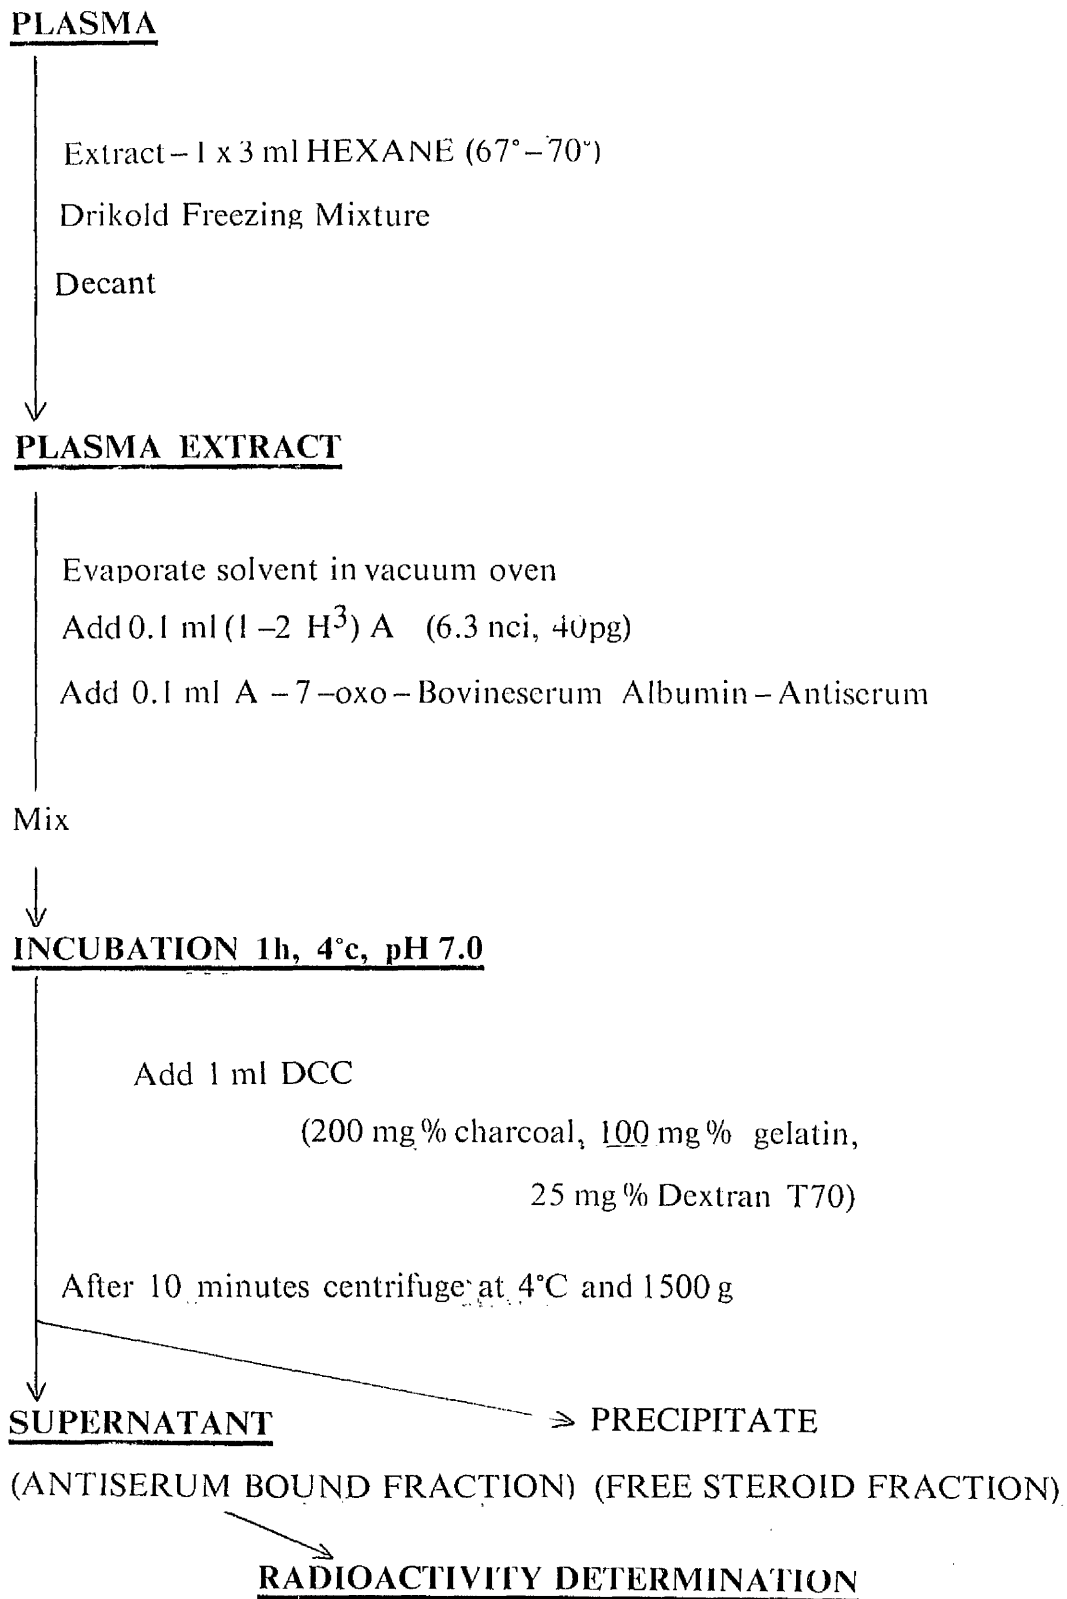 PLASMA
Extract – 1 x 3 ml HEXANE (67° – 70°)
Drikold Freezing Mixture
Decant
PLASMA EXTRACT
Evaporate solvent in vacuum oven
Add 0.1 ml (1 –2 H³) A (6.3 nci, 40pg)
Add 0.1 ml A – 7 –oxo – Bovineserum Albumin – Antiserum
Mix
INCUBATION 1h, 4°c, pH 7.0
Add 1 ml DCC
(200 mg % charcoal, 100 mg % gelatin,
25 mg % Dextran T70)
After 10 minutes centrifuge at 4°C and 1500 g
SUPERNATANT PRECIPITATE
(ANTISERUM BOUND FRACTION) (FREE STEROID FRACTION)
RADIOACTIVITY DETERMINATION